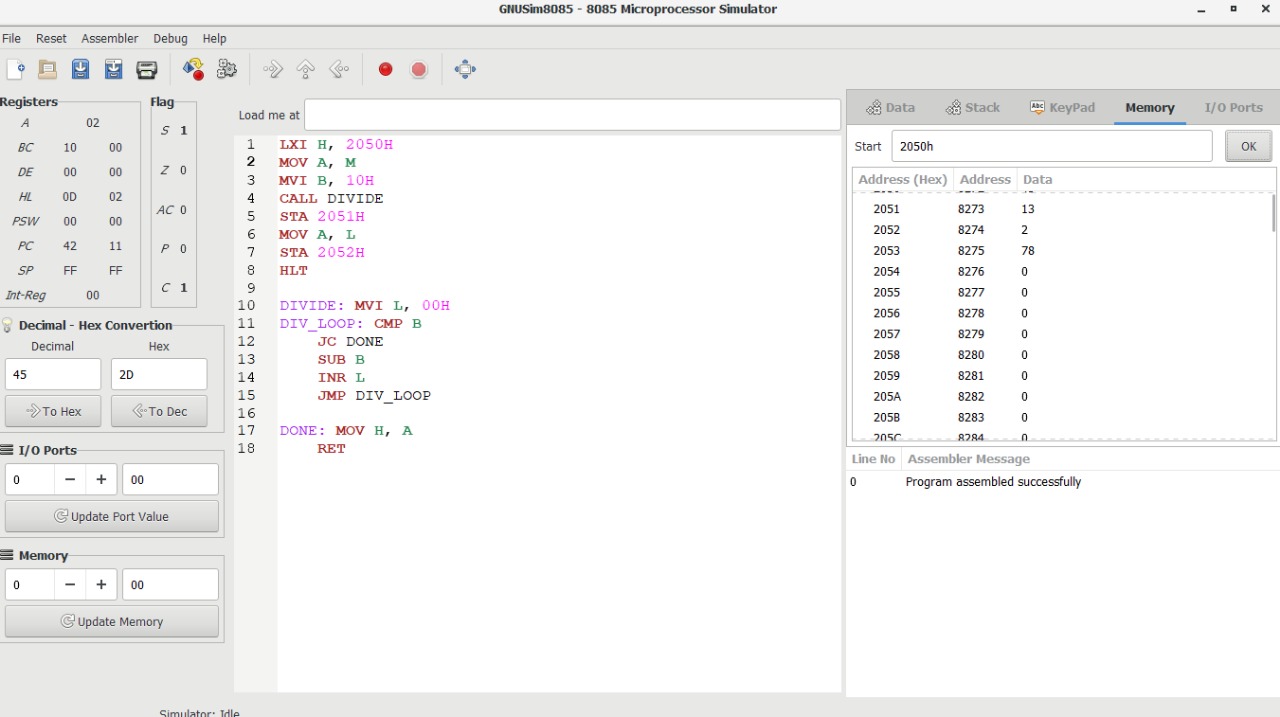 GNUSim8085 - 8085 Microprocessor Simulator
File Reset Assembler Debug Help
Registers
A 02
BC 10 00
DE 00 00
HL 0D 02
PSW 00 00
PC 42 11
SP FF FF
Int-Reg 00
Flag
S 1
Z 0
AC 0
P 0
C 1
Decimal - Hex Convertion
Decimal Hex
45 2D
To Hex To Dec
I/O Ports
0 − + 00
Update Port Value
Memory
0 − + 00
Update Memory
Load me at
1 LXI H, 2050H
2 MOV A, M
3 MVI B, 10H
4 CALL DIVIDE
5 STA 2051H
6 MOV A, L
7 STA 2052H
8 HLT
9
10 DIVIDE: MVI L, 00H
11 DIV_LOOP: CMP B
12 JC DONE
13 SUB B
14 INR L
15 JMP DIV_LOOP
16
17 DONE: MOV H, A
18 RET
Data Stack Abc KeyPad Memory I/O Ports
Start 2050h OK
Address (Hex) Address Data
2051 8273 13
2052 8274 2
2053 8275 78
2054 8276 0
2055 8277 0
2056 8278 0
2057 8279 0
2058 8280 0
2059 8281 0
205A 8282 0
205B 8283 0
205C 8284 0
Line No Assembler Message
0 Program assembled successfully
Simulator: Idle